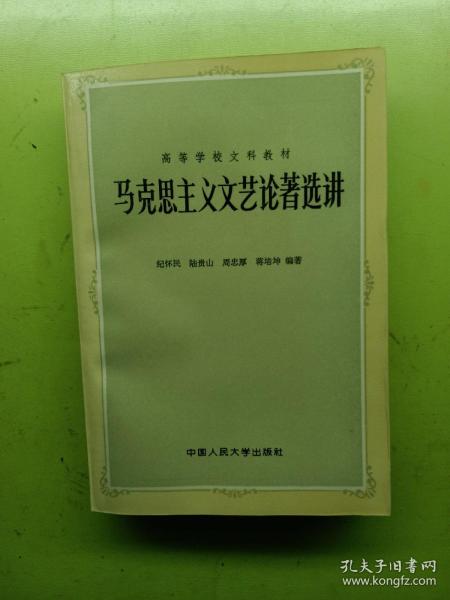 高等学校文科教材
马克思主义文艺论著选讲
纪怀民 陆贵山 周忠厚 蒋培坤 编著
中国人民大学出版社
孔夫子旧书网
www.kongfz.com